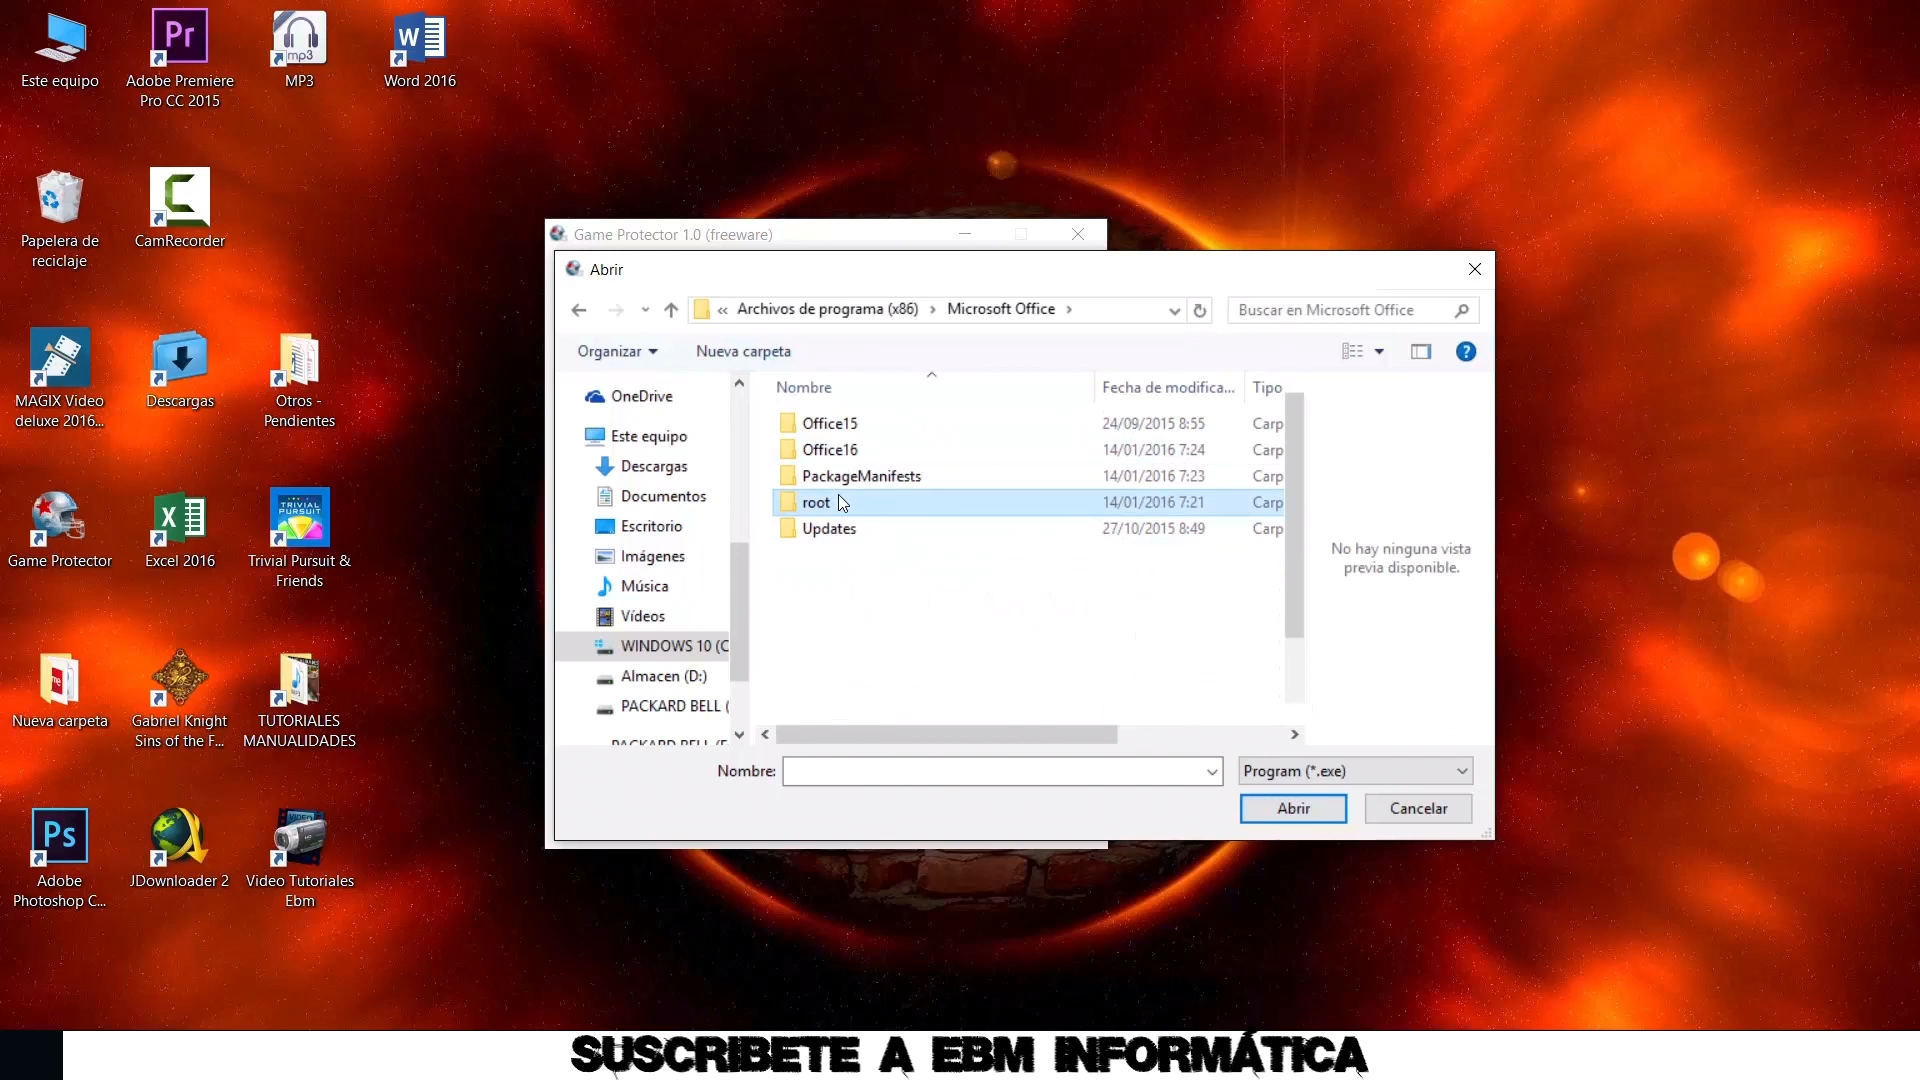 Este equipo
Adobe Premiere
Pro CC 2015
MP3
Word 2016
Papelera de
reciclaje
CamRecorder
MAGIX Video
deluxe 2016...
Descargas
Otros -
Pendientes
Game Protector
Excel 2016
Trivial Pursuit &
Friends
Nueva carpeta
Gabriel Knight
Sins of the F...
TUTORIALES
MANUALIDADES
Adobe
Photoshop C...
JDownloader 2
Video Tutoriales
Ebm
Game Protector 1.0 (freeware)
Abrir
« Archivos de programa (x86) > Microsoft Office >
Buscar en Microsoft Office
Organizar
Nueva carpeta
OneDrive
Este equipo
Descargas
Documentos
Escritorio
Imágenes
Música
Vídeos
WINDOWS 10 (C
Almacen (D:)
PACKARD BELL (
Nombre Fecha de modifica... Tipo
Office15 24/09/2015 8:55 Carp
Office16 14/01/2016 7:24 Carp
PackageManifests 14/01/2016 7:23 Carp
root 14/01/2016 7:21 Carp
Updates 27/10/2015 8:49 Carp
No hay ninguna vista
previa disponible.
Nombre:
Program (*.exe)
Abrir
Cancelar
SUSCRIBETE A EBM INFORMÁTICA